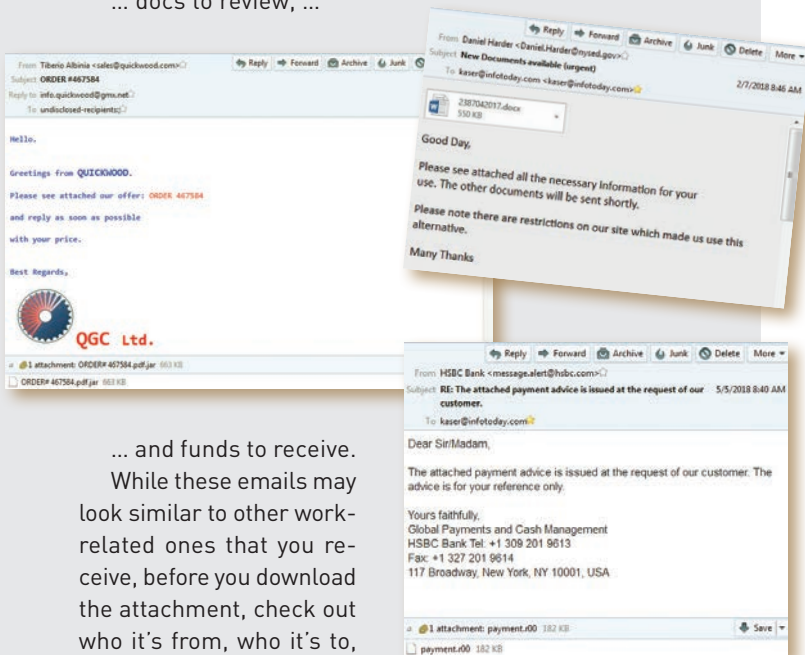 ... docs to review, ...
From Tiberio Albinia <sales@quickwood.com>
Reply Forward Archive Junk
Subject ORDER #467584
Reply to info.quickwood@gmx.net
To undisclosed-recipients:;
Hello.
Greetings from QUICKWOOD.
Please see attached our offer: ORDER 467584
and reply as soon as possible
with your price.
Best Regards,
QGC Ltd.
1 attachment: ORDER# 467584.pdf.jar 663 KB
ORDER# 467584.pdf.jar 663 KB
Reply Forward Archive Junk Delete More
From Daniel Harder <Daniel.Harder@nysed.gov>
Subject New Documents available (urgent)
To kaser@infotoday.com <kaser@infotoday.com>
2/7/2018 8:46 AM
2387042017.docx
550 KB
Good Day,
Please see attached all the necessary Information for your
use. The other documents will be sent shortly.
Please note there are restrictions on our site which made us use this
alternative.
Many Thanks
... and funds to receive.
While these emails may
look similar to other work-
related ones that you re-
ceive, before you download
the attachment, check out
who it's from, who it's to,
Reply Forward Archive Junk Delete More
From HSBC Bank <message.alert@hsbc.com>
Subject RE: The attached payment advice is issued at the request of our 5/5/2018 8:40 AM
customer.
To kaser@infotoday.com
Dear Sir/Madam,
The attached payment advice is issued at the request of our customer. The
advice is for your reference only.
Yours faithfully,
Global Payments and Cash Management
HSBC Bank Tel: +1 309 201 9613
Fax: +1 327 201 9614
117 Broadway, New York, NY 10001, USA
1 attachment: payment.r00 182 KB
Save
payment.r00 182 KB